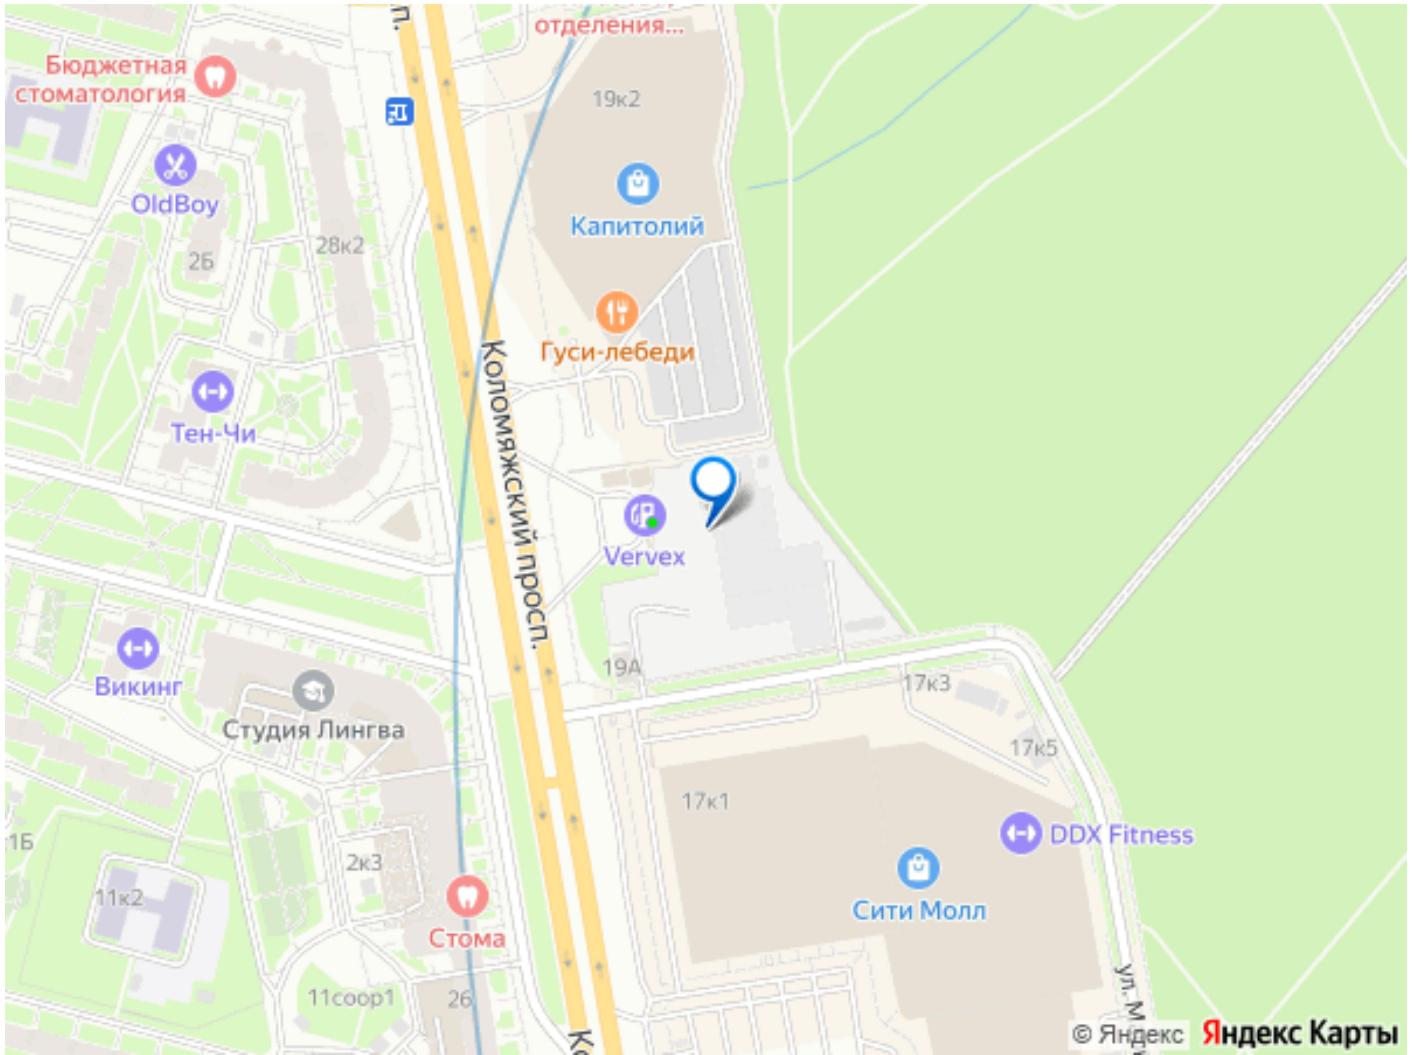 отделения...
Бюджетная
стоматология
19к2
OldBoy
Капитолий
28к2
2Б
Гуси-лебеди
Тен-Чи
Коломяжский просп.
Vervex
19А
Викинг
17к3
Студия Лингва
17к5
17к1
DDX Fitness
1Б
2к3
11к2
Сити Молл
Стома
11соор1
26
ул. М
© Яндекс
Яндекс Карты